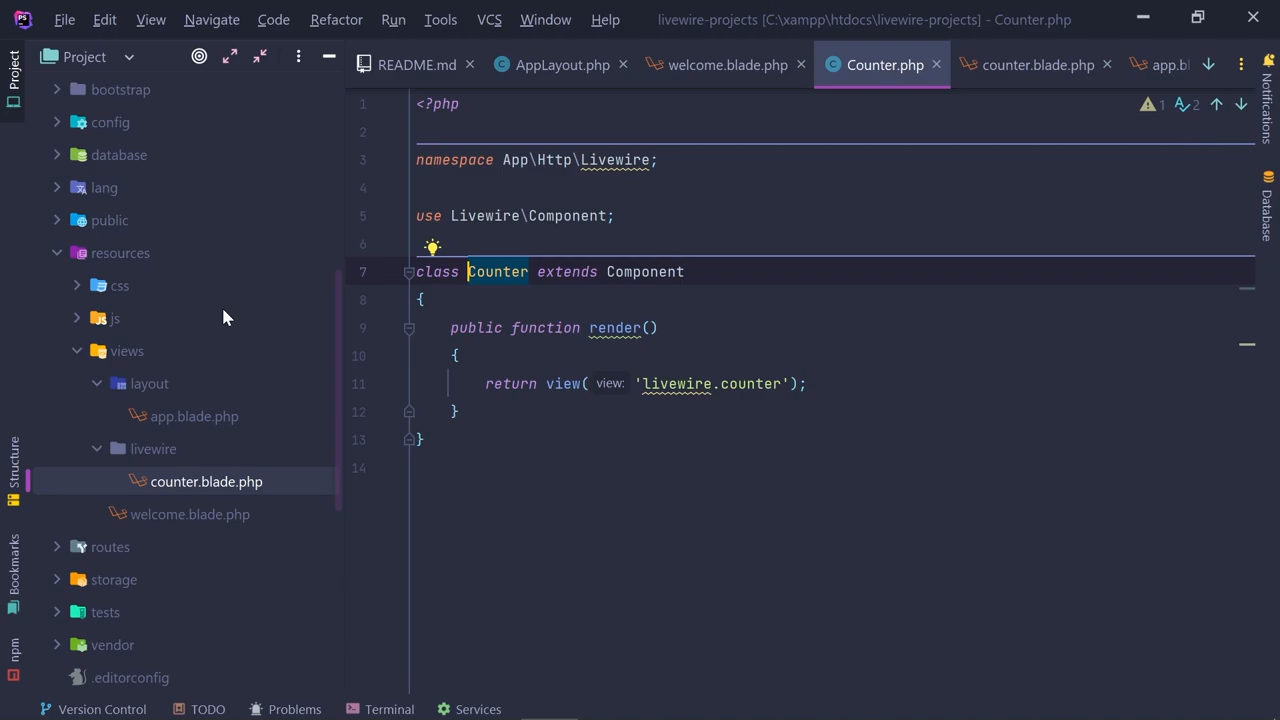 PS File Edit View Navigate Code Refactor Run Tools VCS Window Help livewire-projects [C:\xampp\htdocs\livewire-projects] - Counter.php
Project
Structure
Bookmarks
npm
Project
bootstrap
config
database
lang
public
resources
css
js
views
layout
app.blade.php
livewire
counter.blade.php
welcome.blade.php
routes
storage
tests
vendor
.editorconfig
README.md AppLayout.php welcome.blade.php Counter.php counter.blade.php app.bl
1 <?php
2
3 namespace App\Http\Livewire;
4
5 use Livewire\Component;
6
7 class Counter extends Component
8 {
9 public function render()
10 {
11 return view( view: 'livewire.counter');
12 }
13 }
14
1 2
Notifications
Database
Version Control TODO Problems Terminal Services